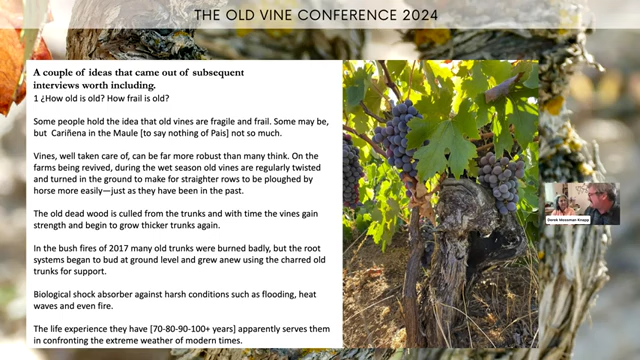 THE OLD VINE CONFERENCE 2024
A couple of ideas that came out of subsequent
interviews worth including.
1 ¿How old is old? How frail is old?
Some people hold the idea that old vines are fragile and frail. Some may be,
but  Cariñena in the Maule [to say nothing of Pais] not so much.
Vines, well taken care of, can be far more robust than many think. On the
farms being revived, during the wet season old vines are regularly twisted
and turned in the ground to make for straighter rows to be ploughed by
horse more easily—just as they have been in the past.
The old dead wood is culled from the trunks and with time the vines gain
strength and begin to grow thicker trunks again.
In the bush fires of 2017 many old trunks were burned badly, but the root
systems began to bud at ground level and grew anew using the charred old
trunks for support.
Biological shock absorber against harsh conditions such as flooding, heat
waves and even fire.
The life experience they have [70-80-90-100+ years] apparently serves them
in confronting the extreme weather of modern times.
Derek Mossman Knapp